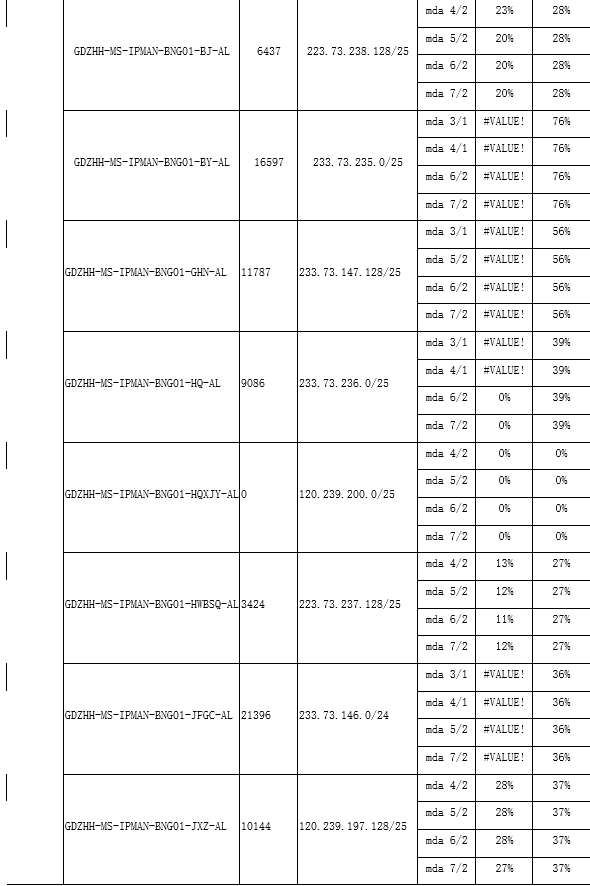 mda 4/2 23% 28%
GDZHH-MS-IPMAN-BNG01-BJ-AL 6437 223.73.238.128/25 mda 5/2 20% 28%
mda 6/2 20% 28%
mda 7/2 20% 28%
mda 3/1 #VALUE! 76%
GDZHH-MS-IPMAN-BNG01-BY-AL 16597 233.73.235.0/25 mda 4/1 #VALUE! 76%
mda 6/2 #VALUE! 76%
mda 7/2 #VALUE! 76%
mda 3/1 #VALUE! 56%
GDZHH-MS-IPMAN-BNG01-GHN-AL 11787 233.73.147.128/25 mda 5/2 #VALUE! 56%
mda 6/2 #VALUE! 56%
mda 7/2 #VALUE! 56%
mda 3/1 #VALUE! 39%
GDZHH-MS-IPMAN-BNG01-HQ-AL 9086 233.73.236.0/25 mda 4/1 #VALUE! 39%
mda 6/2 0% 39%
mda 7/2 0% 39%
mda 4/2 0% 0%
GDZHH-MS-IPMAN-BNG01-HQXJY-AL 0 120.239.200.0/25 mda 5/2 0% 0%
mda 6/2 0% 0%
mda 7/2 0% 0%
mda 4/2 13% 27%
GDZHH-MS-IPMAN-BNG01-HWBSQ-AL 3424 223.73.237.128/25 mda 5/2 12% 27%
mda 6/2 11% 27%
mda 7/2 12% 27%
mda 3/1 #VALUE! 36%
GDZHH-MS-IPMAN-BNG01-JFGC-AL 21396 233.73.146.0/24 mda 4/1 #VALUE! 36%
mda 5/2 #VALUE! 36%
mda 7/2 #VALUE! 36%
mda 4/2 28% 37%
GDZHH-MS-IPMAN-BNG01-JXZ-AL 10144 120.239.197.128/25 mda 5/2 28% 37%
mda 6/2 28% 37%
mda 7/2 27% 37%